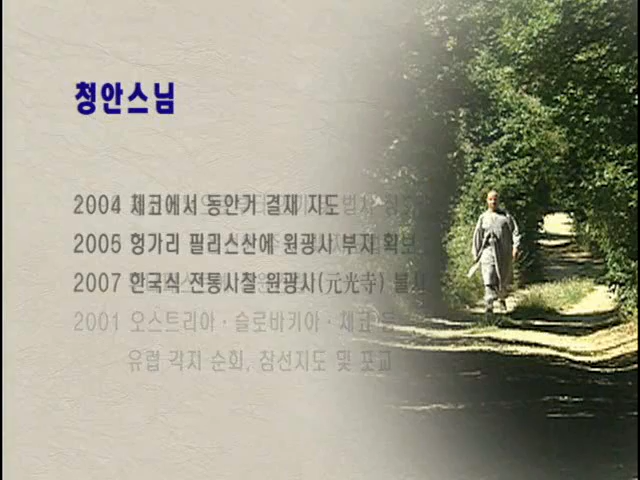 청안스님
2004 체코에서 동안거 결재 지도
2005 헝가리 필리스산에 원광사 부지 확보
2007 한국식 전통사찰 원광사(元光寺) 불사
2001 오스트리아·슬로바키아·체코 등
유럽 각지 순회, 참선지도 및 포교